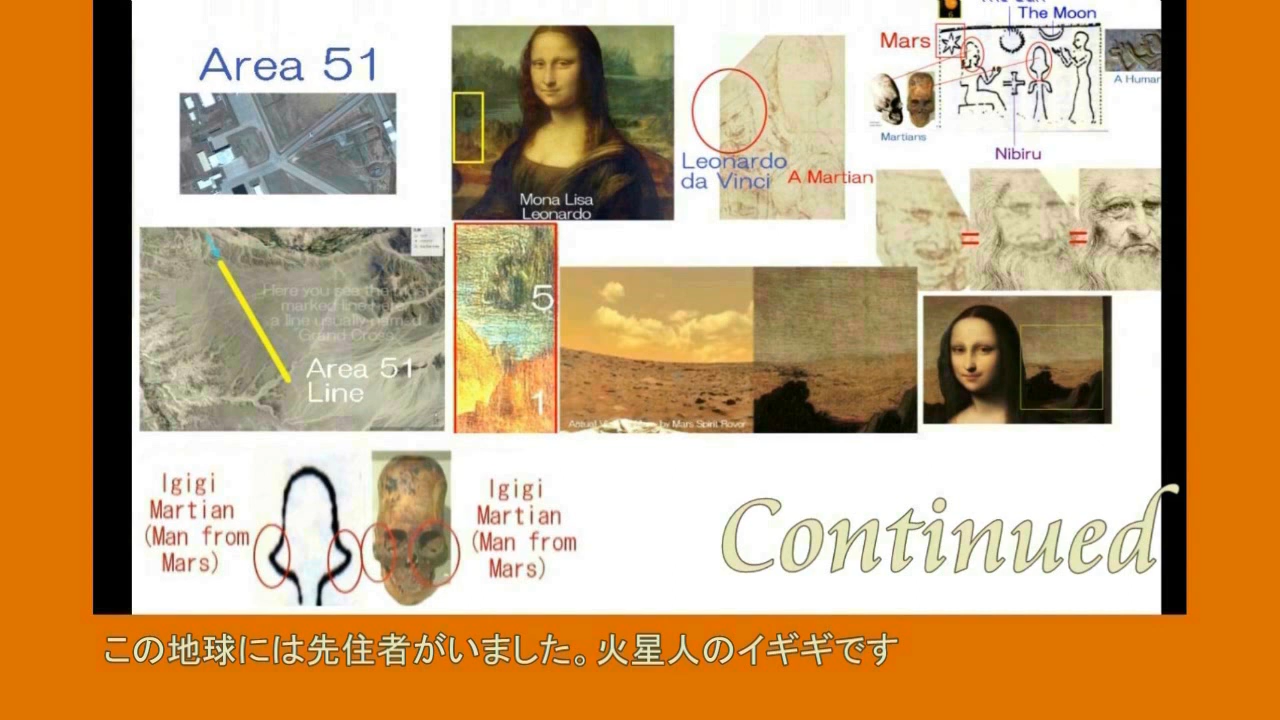 Area 51
Mona Lisa
Leonardo
Leonardo
da Vinci
A Martian
The Moon
Mars
A Human
Martians
Nibiru
=
=
Area 51
Line
5
1
Igigi
Martian
(Man from
Mars)
Igigi
Martian
(Man from
Mars)
Continued
この地球には先住者がいました。火星人のイギギです